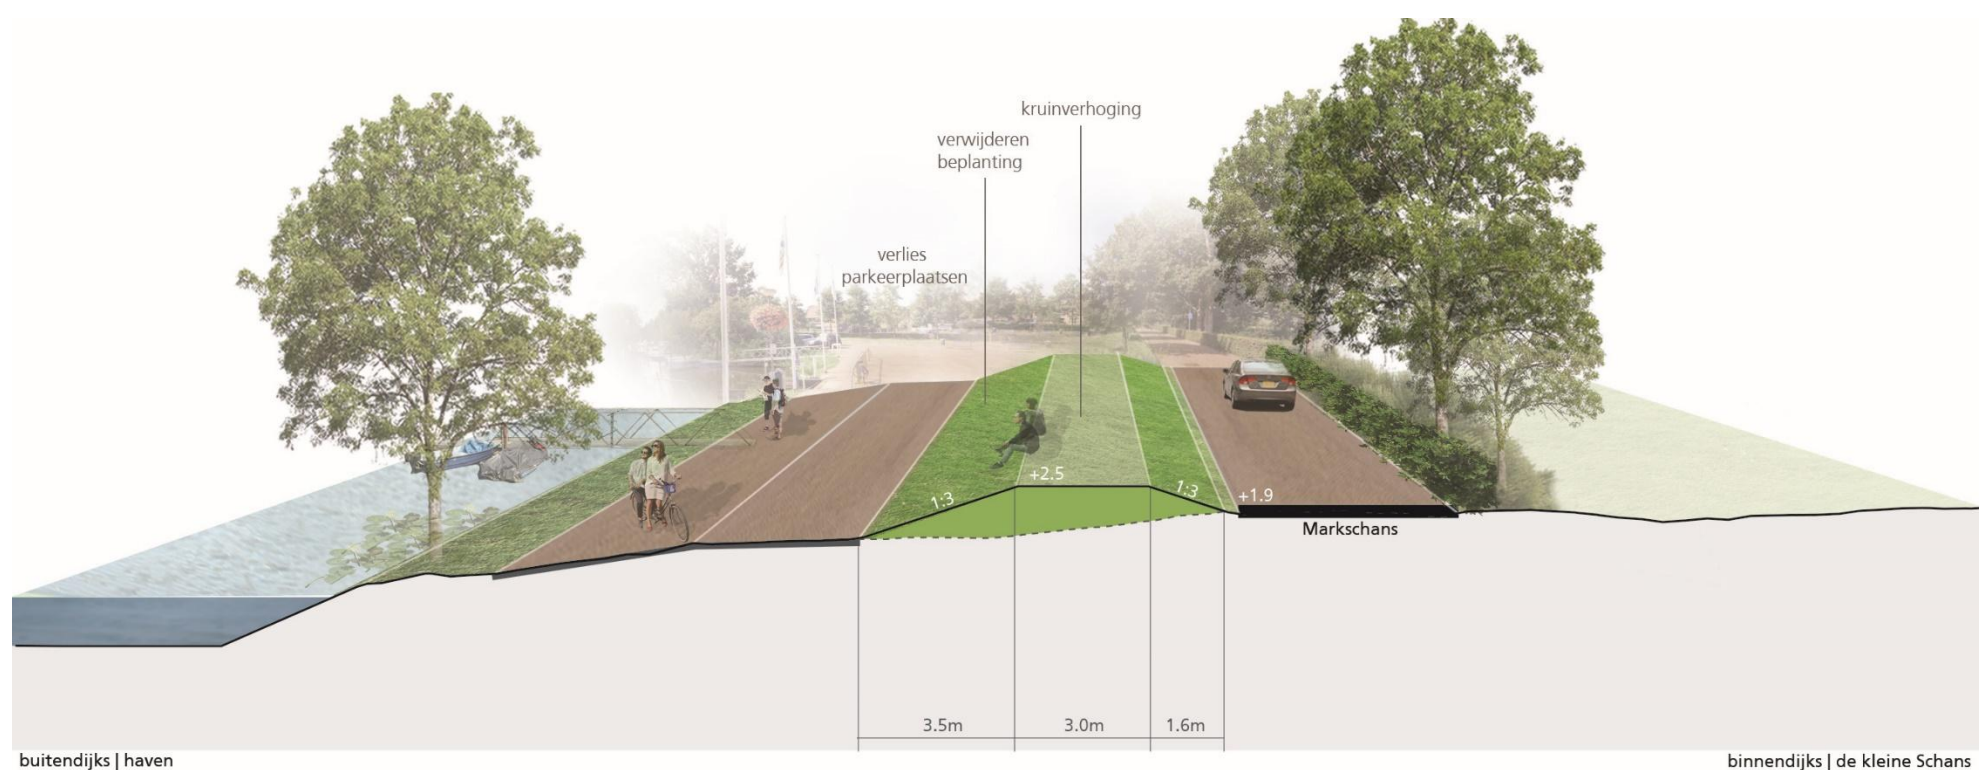 kruinverhoging
verwijderen
beplanting
verlies
parkeerplaatsen
+2.5
1:3
1:3
+1.9
Markschans
3.5m
3.0m
1.6m
buitendijks | haven
binnendijks | de kleine Schans